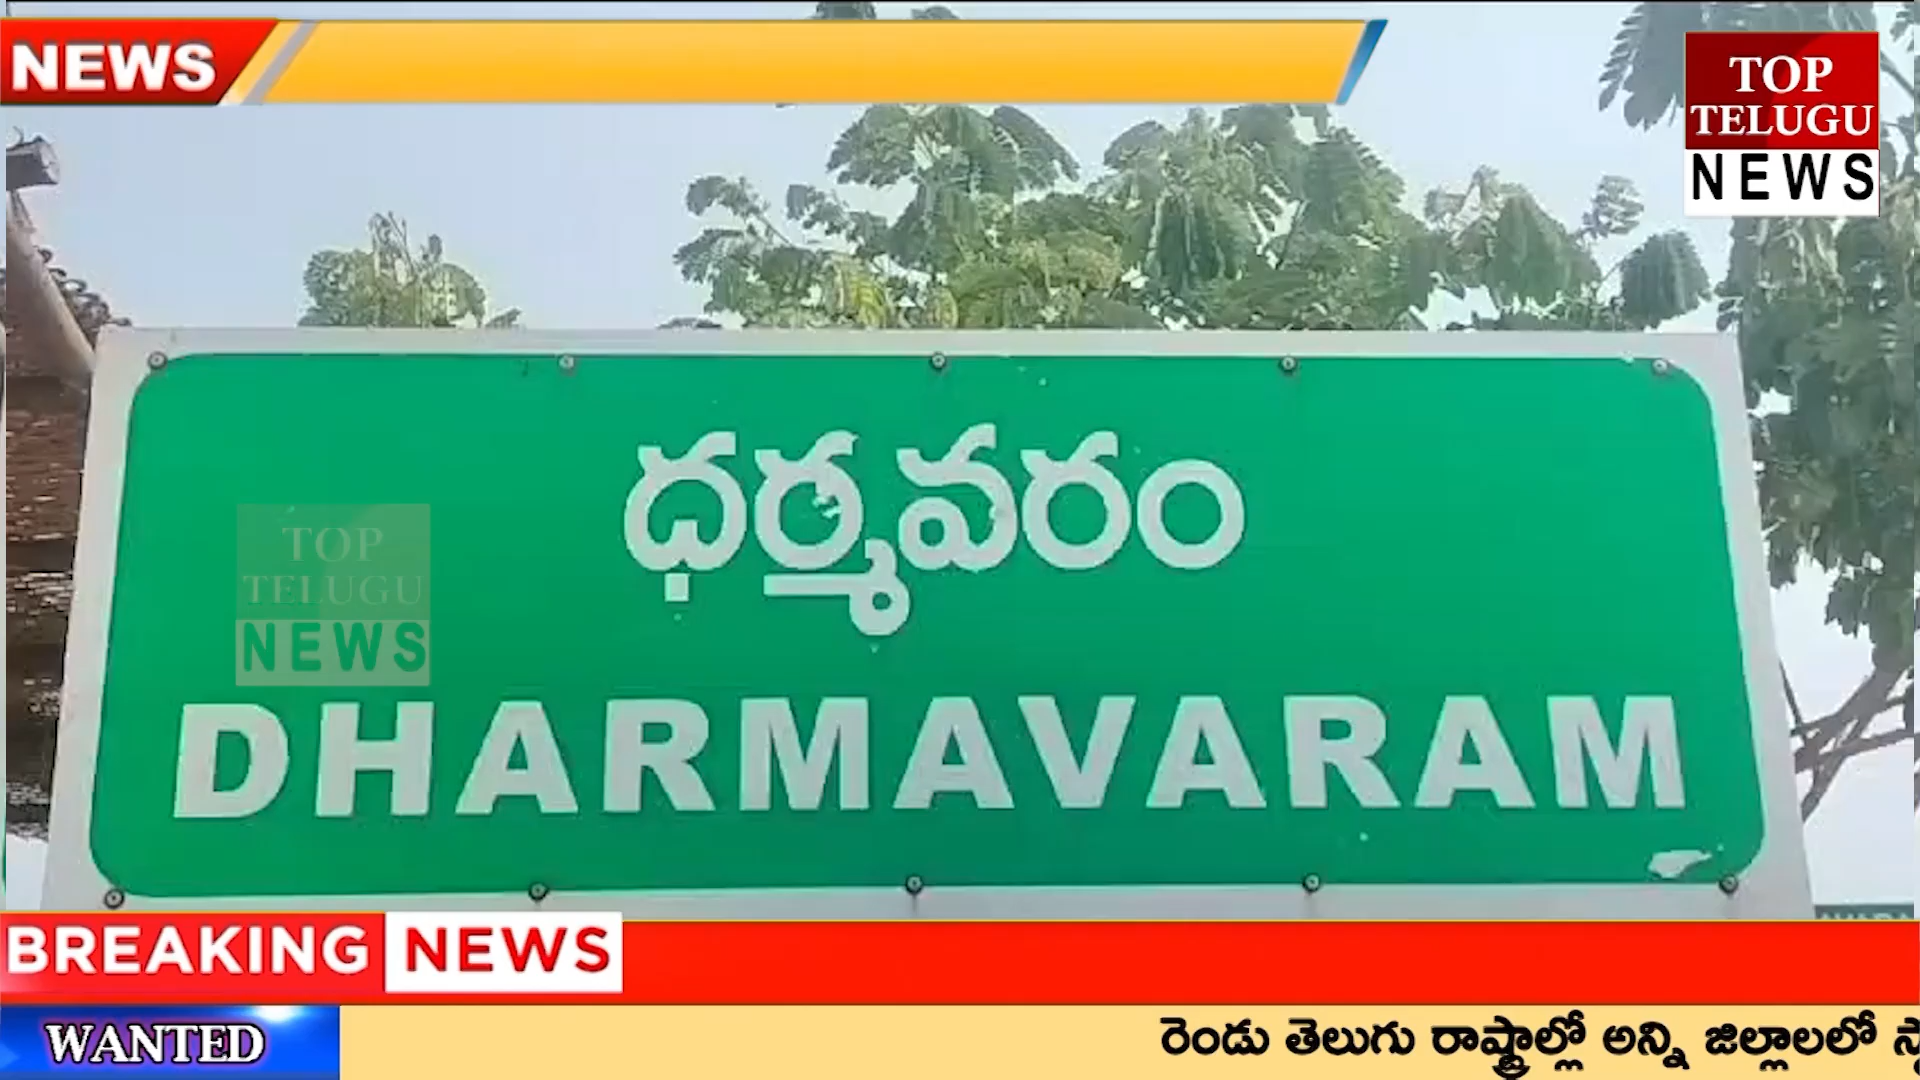 NEWS
TOP
TELUGU
NEWS
ధర్మవరం
TOP
TELUGU
NEWS
DHARMAVARAM
BREAKING NEWS
WANTED
రెండు తెలుగు రాష్ట్రాల్లో అన్ని జిల్లాలలో